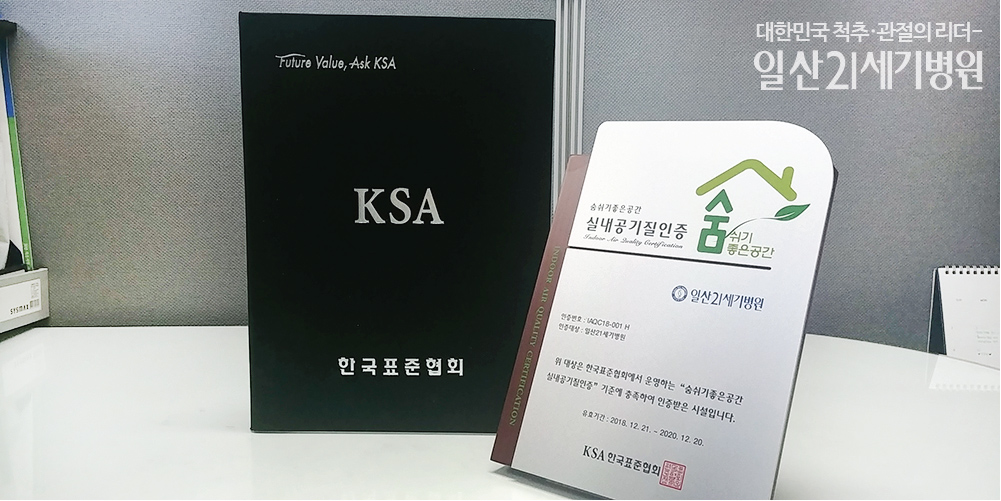 대한민국 척추·관절의 리더-
일산21세기병원
Future Value, Ask KSA
KSA
한국표준협회
숨쉬기좋은공간
실내공기질인증
Indoor Air Quality Certification
숨쉬기
좋은공간
INDOOR AIR QUALITY CERTIFICATION
일산21세기병원
인증번호 : IAQC18-001 H
인증대상 : 일산21세기병원
위 대상은 한국표준협회에서 운영하는 “숨쉬기좋은공간
실내공기질인증” 기준에 충족하여 인증받은 시설입니다.
유효기간 : 2018. 12. 21. ~ 2020. 12. 20.
KSA 한국표준협회